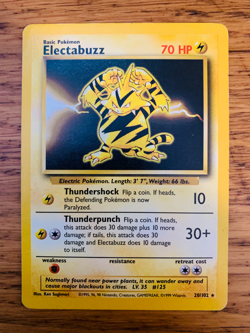 Basic Pokémon
Electabuzz 70 HP
Electric Pokémon. Length: 3' 7", Weight: 66 lbs.
Thundershock Flip a coin. If heads, the Defending Pokémon is now Paralyzed. 10
Thunderpunch Flip a coin. If heads, this attack does 30 damage plus 10 more damage; if tails, this attack does 30 damage and Electabuzz does 10 damage to itself. 30+
weakness resistance retreat cost
Normally found near power plants, it can wander away and cause major blackouts in cities. LV. 35 #125
20/102